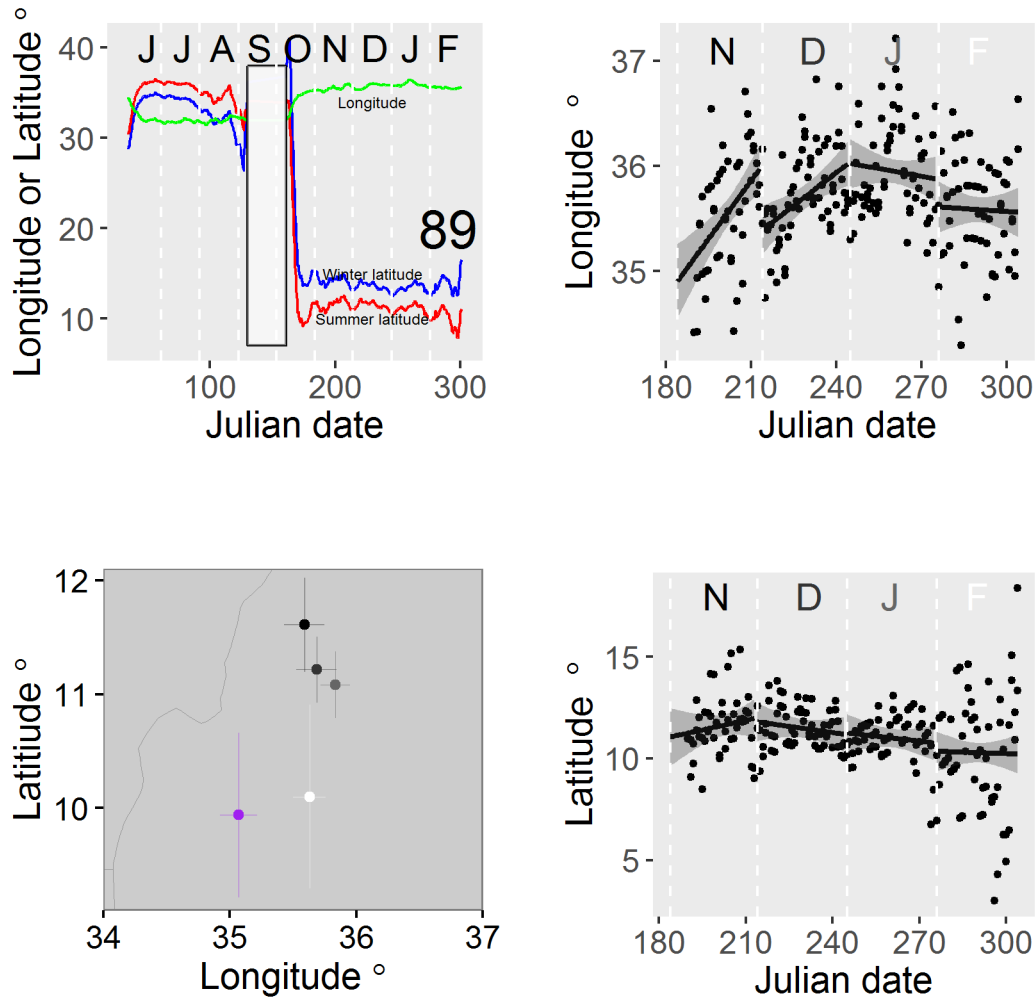 Longitude or Latitude °
40
30
20
10
J J A S O N D J F
Longitude
89
Winter latitude
Summer latitude
100 200 300
Julian date
Longitude °
37
36
35
N D J F
180 210 240 270 300
Julian date
Latitude °
12
11
10
34 35 36 37
Longitude °
Latitude °
15
10
5
N D J F
180 210 240 270 300
Julian date